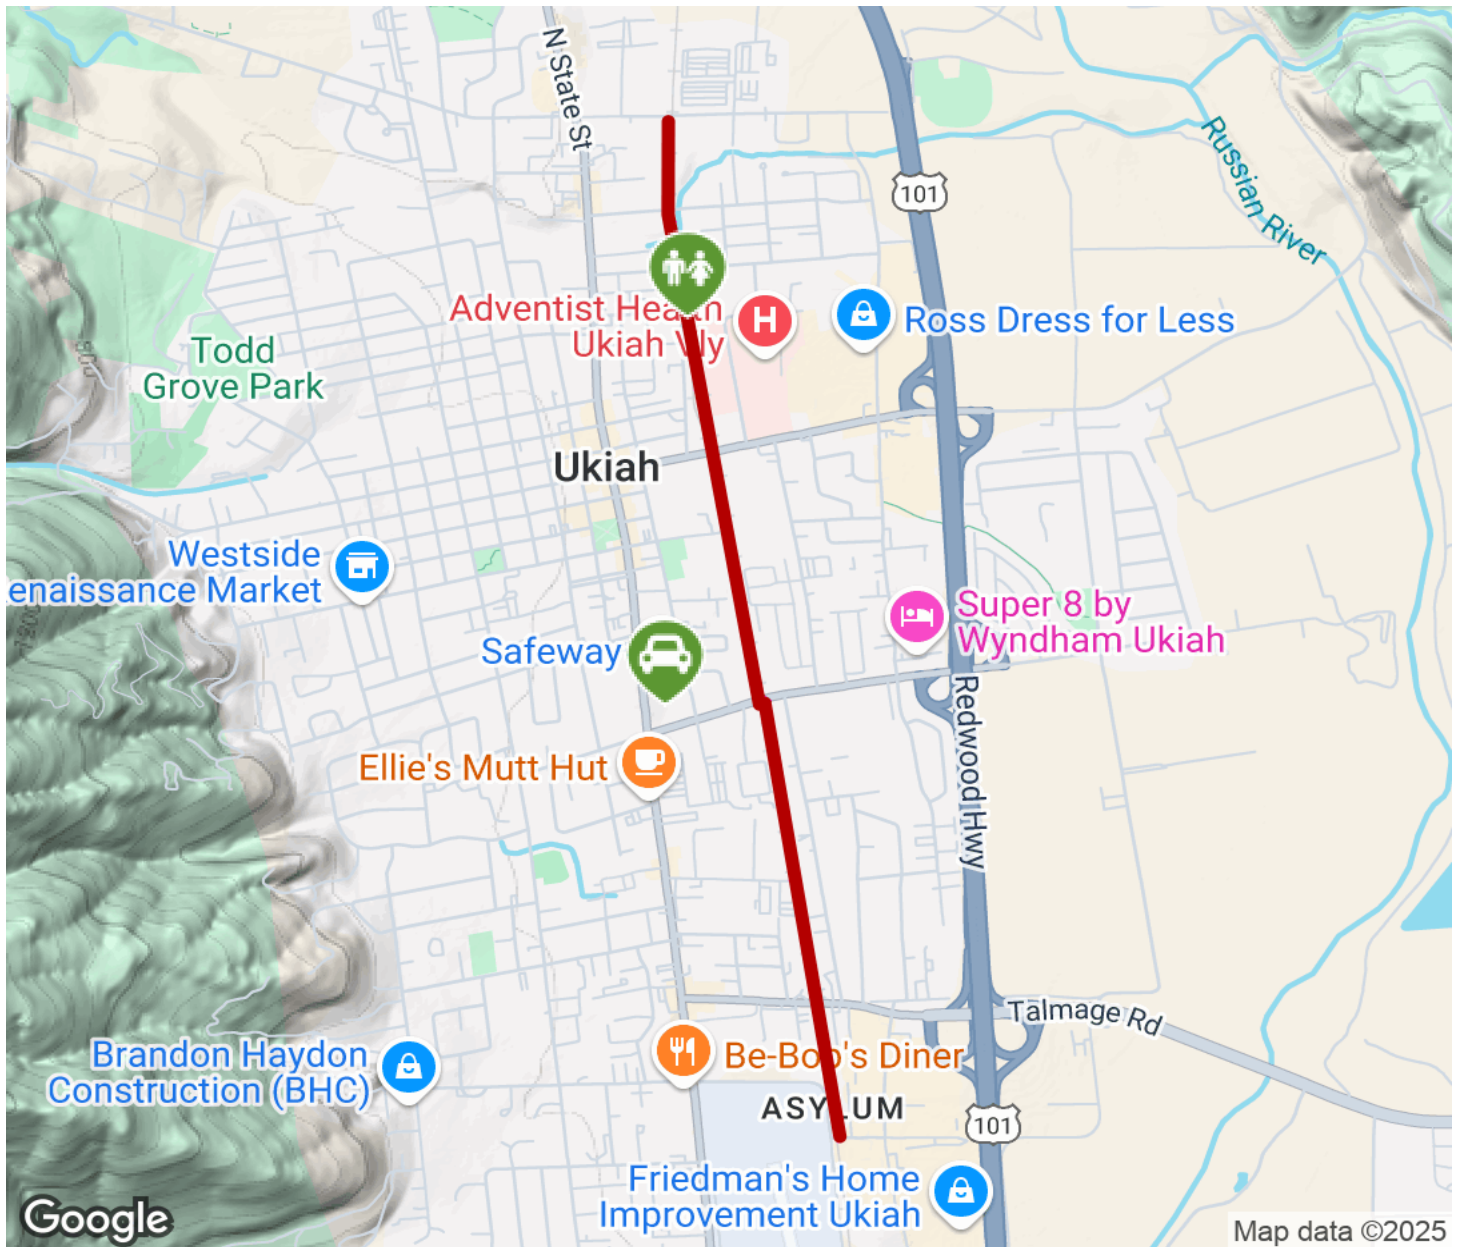 N State St
101
Russian River
Adventist Health
Ukiah Vly
H
Ross Dress for Less
Todd
Grove Park
Ukiah
Westside
enaissance Market
Super 8 by
Wyndham Ukiah
Safeway
Redwood Hwy
Ellie's Mutt Hut
Talmage Rd
Brandon Haydon
Construction (BHC)
Be-Bop's Diner
ASYLUM
101
Friedman's Home
Improvement Ukiah
Google
Map data ©2025